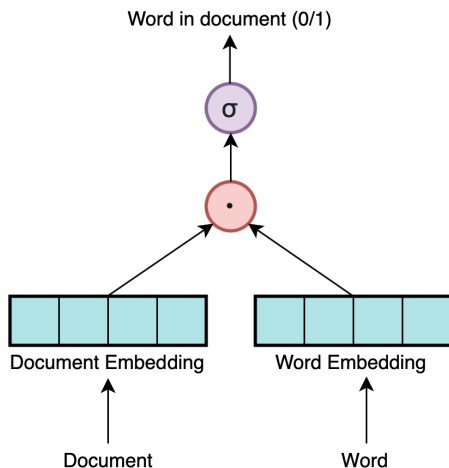 Word in document (0/1)
σ
·
Document Embedding
Word Embedding
Document
Word